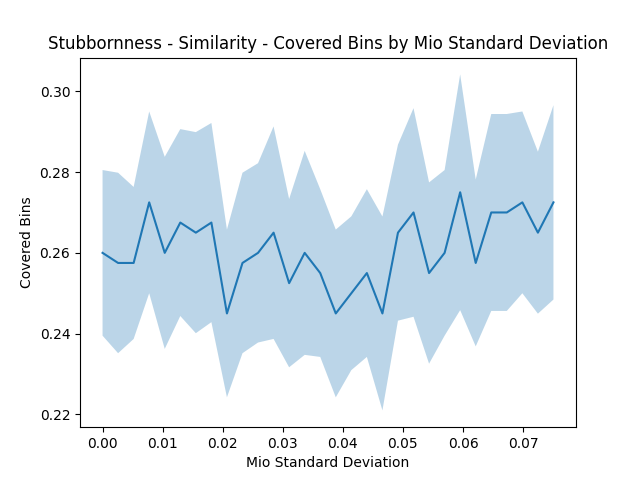 Stubbornness - Similarity - Covered Bins by Mio Standard Deviation
0.30
0.28
0.26
0.24
0.22
Covered Bins
0.00 0.01 0.02 0.03 0.04 0.05 0.06 0.07
Mio Standard Deviation